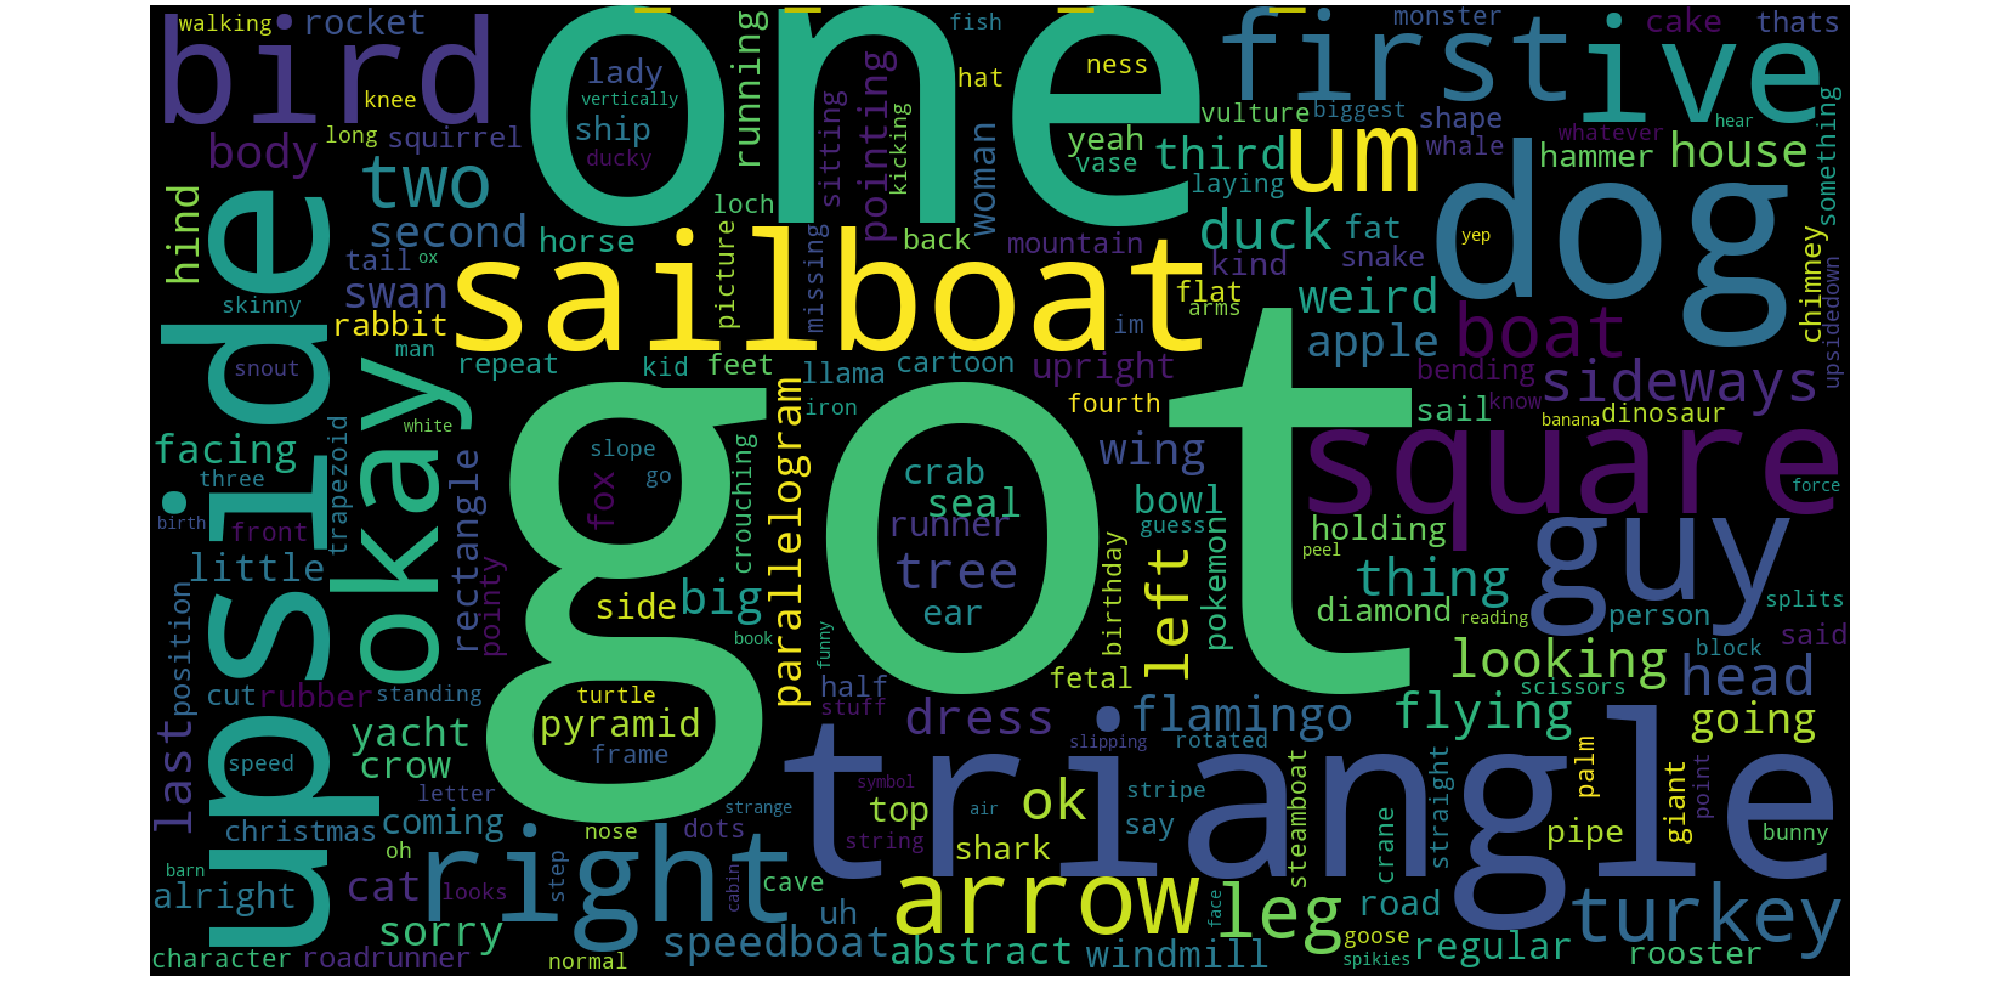 walking
rocket
bird
one
fish
first
monster
ive
cake
thats
lady
vertically
knee
ship
ducky
running
pointing
hat
ness
vulture
biggest
shape
whale
whatever
hear
body
long
squirrel
sitting
kicking
woman
yeah
vase
third
um
hammer
house
something
laying
two
hind
second
loch
horse
back
mountain
duck
fat
kind
snake
dog
yep
tail
ox
swan
skinny
rabbit
picture
missing
sailboat
flat
arms
im
weird
apple
boat
chimney
upsidedown
upside
snout
man
okay
repeat
kid
feet
llama
cartoon
upright
bending
sideways
iron
fourth
sail
know
banana
dinosaur
white
facing
three
trapezoid
rectangle
slope
fox
go
crouching
parallelogram
got
crab
seal
runner
tree
ear
wing
bowl
guess
square
force
birth
front
little
pointy
position
holding
peel
guy
thing
birthday
left
pokemon
diamond
reading
person
splits
said
side
big
book
funny
looking
block
head
cut
rubber
standing
turtle
pyramid
frame
half
stuff
fetal
dress
flamingo
scissors
flying
going
last
yacht
crow
speed
slipping
rotated
triangle
letter
strange
symbol
air
top
ok
stripe
steamboat
straight
palm
giant
point
christmas
coming
nose
dots
string
say
shark
crane
pipe
bunny
barn
oh
alright
cat
looks
right
step
cabin
cave
uh
arrow
face
leg
road
turkey
sorry
speedboat
abstract
windmill
goose
spikies
regular
rooster
character
roadrunner
normal